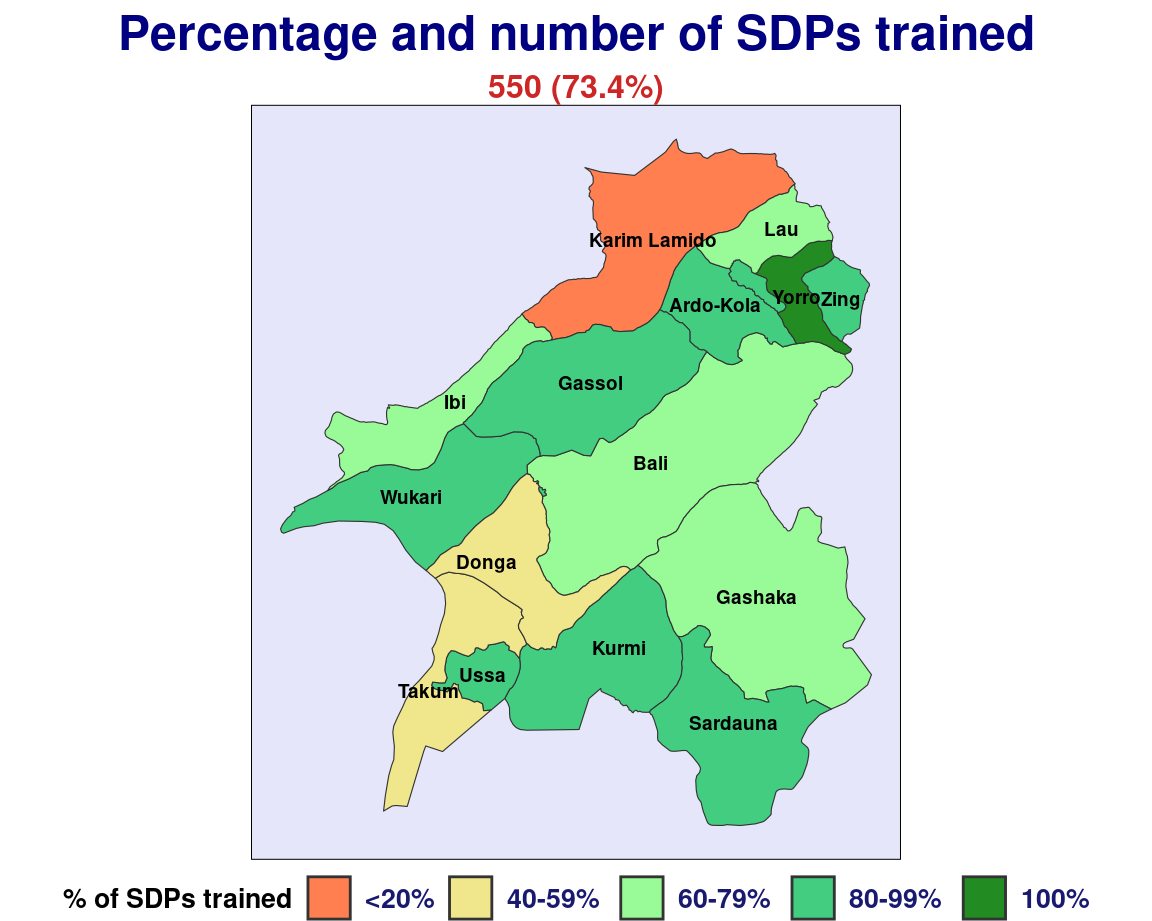 Percentage and number of SDPs trained
550 (73.4%)
Lau
Karim Lamido
Yorro
Zing
Ardo-Kola
Gassol
Ibi
Bali
Wukari
Donga
Gashaka
Kurmi
Ussa
Takum
Sardauna
% of SDPs trained <20% 40-59% 60-79% 80-99% 100%